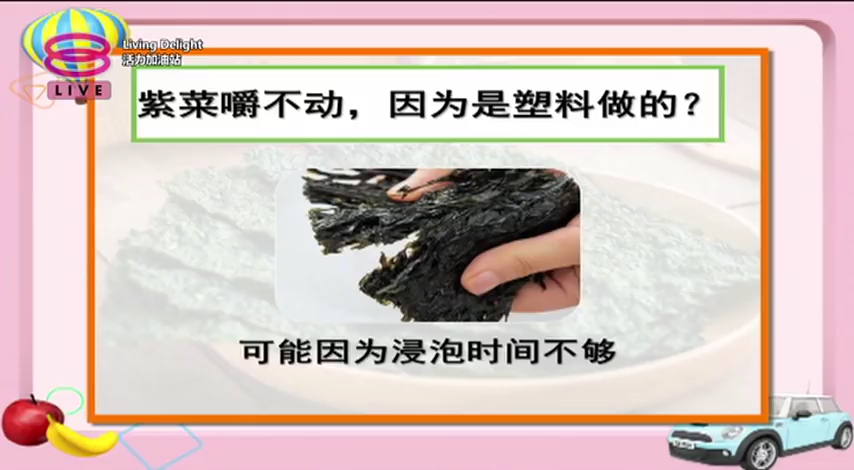 Living Delight
活力加油站
LIVE
紫菜嚼不动，因为是塑料做的？
可能因为浸泡时间不够